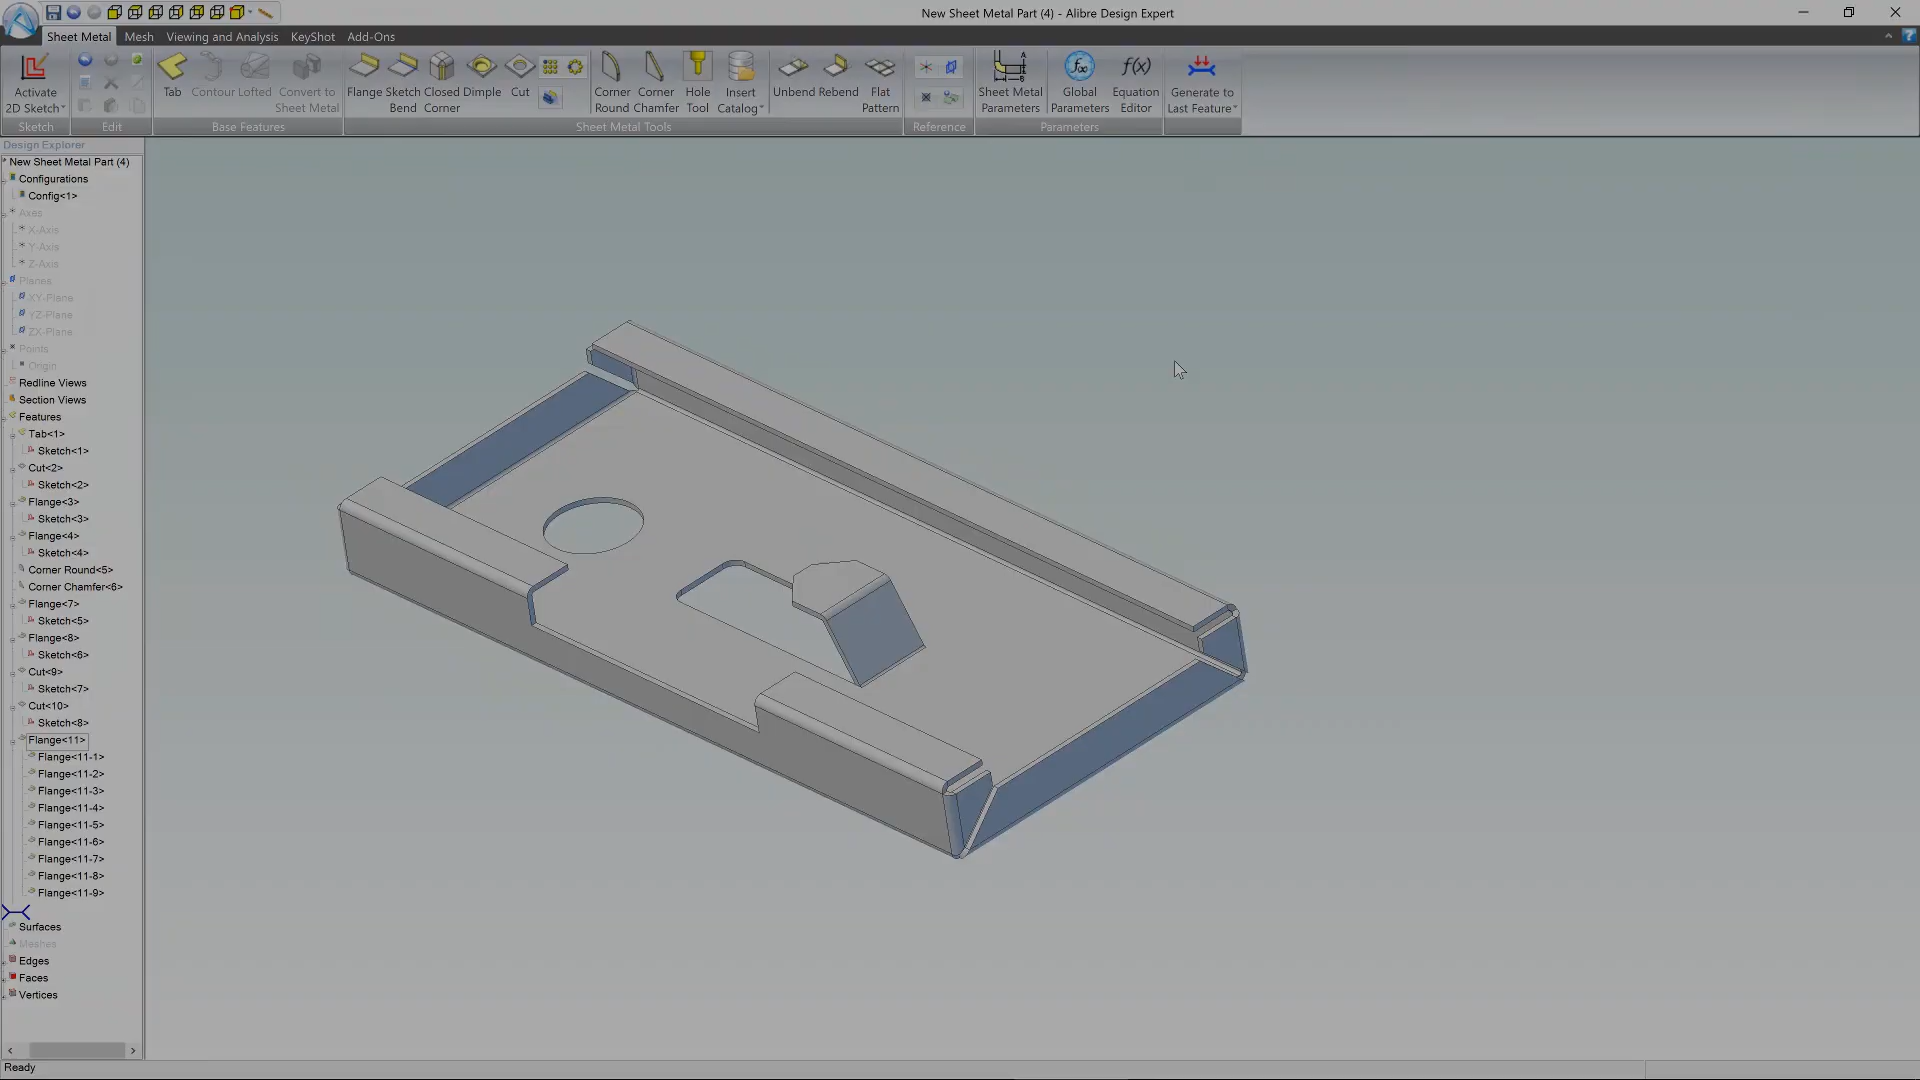 New Sheet Metal Part (4) - Alibre Design Expert
Sheet Metal
Mesh
Viewing and Analysis
KeyShot
Add-Ons
Activate
2D Sketch
Sketch
Edit
Tab
Contour
Lofted
Convert to
Sheet Metal
Base Features
Flange
Sketch
Bend
Closed
Corner
Dimple
Cut
Corner
Round
Corner
Chamfer
Hole
Tool
Insert
Catalog
Unbend
Rebend
Flat
Pattern
Sheet Metal Tools
Reference
Sheet Metal
Parameters
Global
Parameters
f(x)
Equation
Editor
Parameters
Generate to
Last Feature
Design Explorer
New Sheet Metal Part (4)
Configurations
Config<1>
Axes
X-Axis
Y-Axis
Z-Axis
Planes
XY-Plane
YZ-Plane
ZX-Plane
Points
Origin
Redline Views
Section Views
Features
Tab<1>
Sketch<1>
Cut<2>
Sketch<2>
Flange<3>
Sketch<3>
Flange<4>
Sketch<4>
Corner Round<5>
Corner Chamfer<6>
Flange<7>
Sketch<5>
Flange<8>
Sketch<6>
Cut<9>
Sketch<7>
Cut<10>
Sketch<8>
Flange<11>
Flange<11-1>
Flange<11-2>
Flange<11-3>
Flange<11-4>
Flange<11-5>
Flange<11-6>
Flange<11-7>
Flange<11-8>
Flange<11-9>
Surfaces
Meshes
Edges
Faces
Vertices
Ready